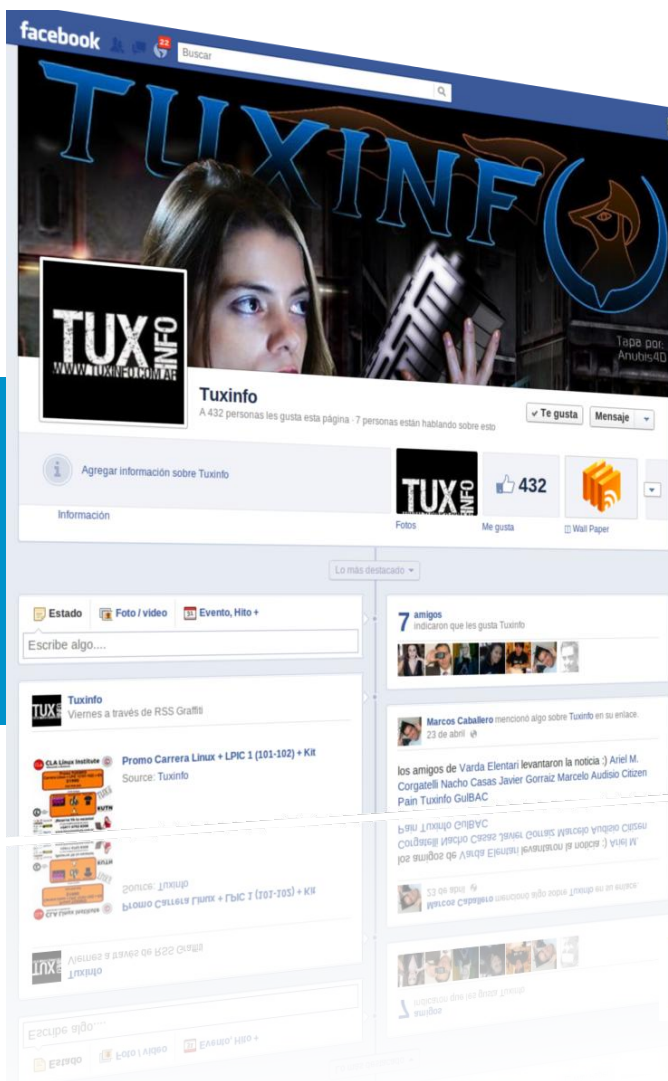 facebook
22
Buscar
TUXINFO
Tapa por:
Anubis4D
TUX INFO
WWW.TUXINFO.COM.AR
Tuxinfo
A 432 personas les gusta esta página · 7 personas están hablando sobre esto
✓ Te gusta
Mensaje
Agregar información sobre Tuxinfo
Información
TUX INFO
Fotos
432
Me gusta
Wall Paper
Lo más destacado
Estado
Foto / video
31
Evento, Hito +
Escribe algo....
7 amigos
indicaron que les gusta Tuxinfo
TUX
Tuxinfo
Viernes a través de RSS Graffiti
CLA Linux Institute
Promo Carrera Linux + LPIC 1 (101-102) + Kit
Source: Tuxinfo
Marcos Caballero mencionó algo sobre Tuxinfo en su enlace.
23 de abril
los amigos de Varda Elentari levantaron la noticia ;) Ariel M.
Corgatelli Nacho Casas Javier Gorraiz Marcelo Audisio Citizen
Pain Tuxinfo GulBAC